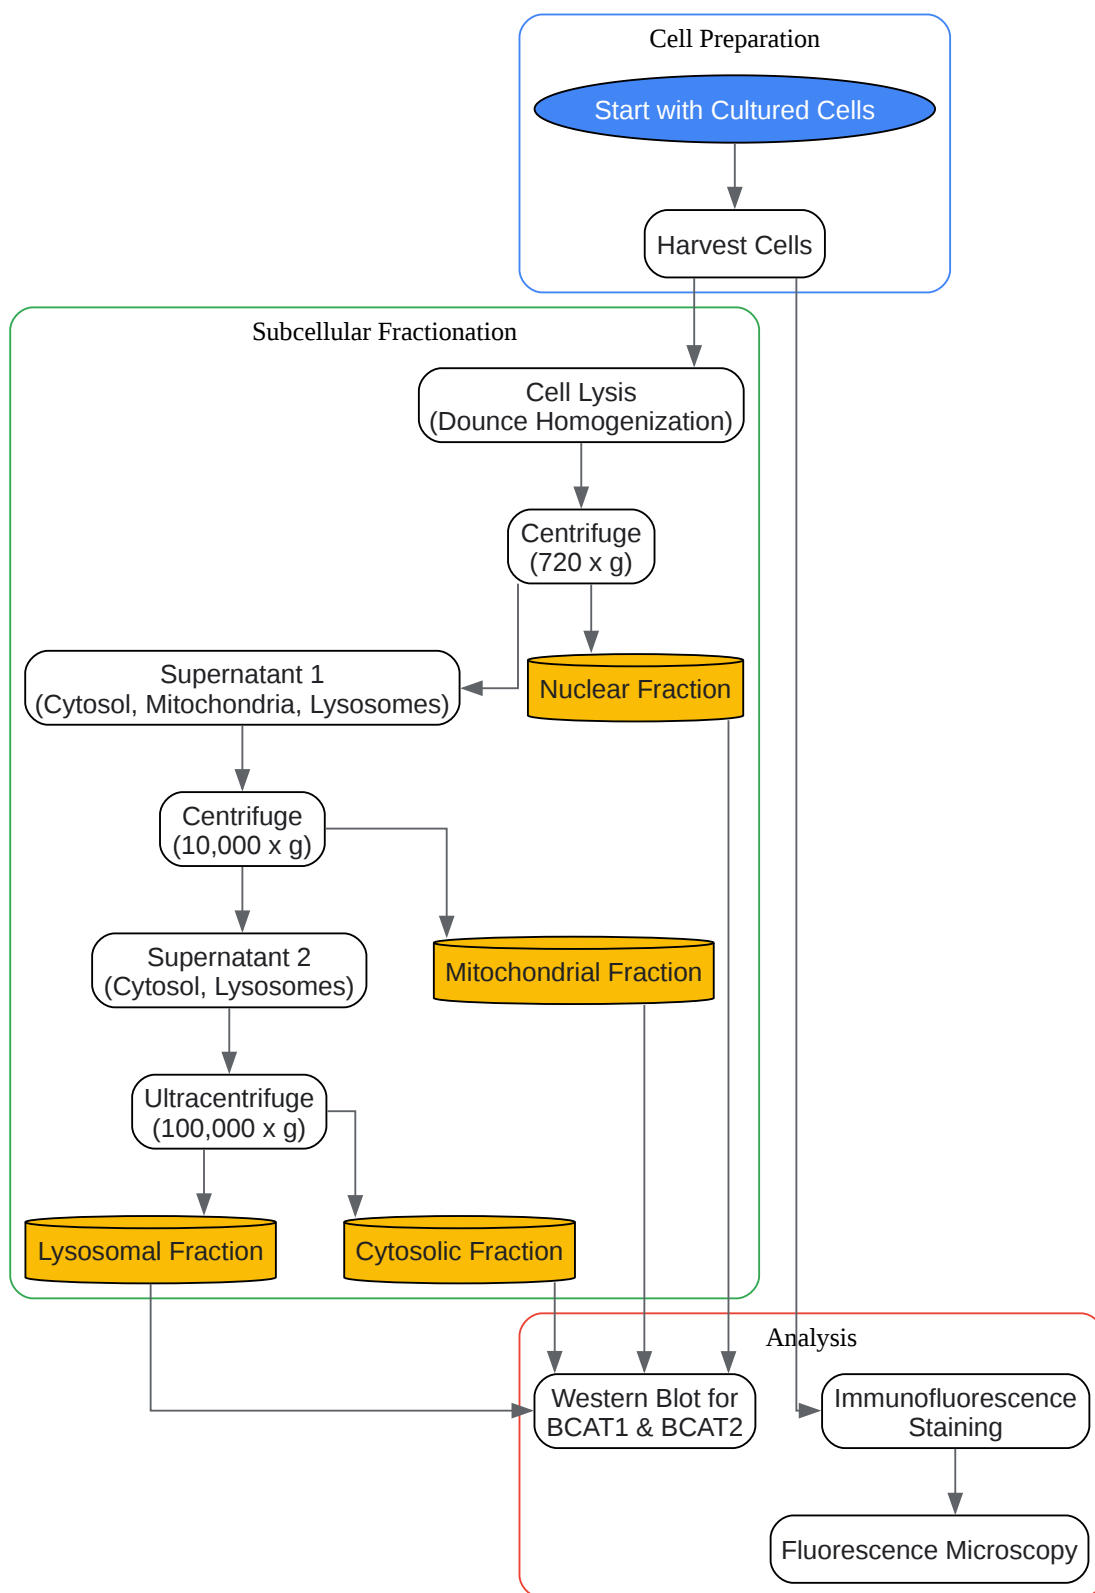 Cell Preparation
Start with Cultured Cells
Harvest Cells
Subcellular Fractionation
Cell Lysis
(Dounce Homogenization)
Centrifuge
(720 x g)
Supernatant 1
(Cytosol, Mitochondria, Lysosomes)
Nuclear Fraction
Centrifuge
(10,000 x g)
Supernatant 2
(Cytosol, Lysosomes)
Mitochondrial Fraction
Ultracentrifuge
(100,000 x g)
Lysosomal Fraction
Cytosolic Fraction
Analysis
Western Blot for
BCAT1 & BCAT2
Immunofluorescence
Staining
Fluorescence Microscopy